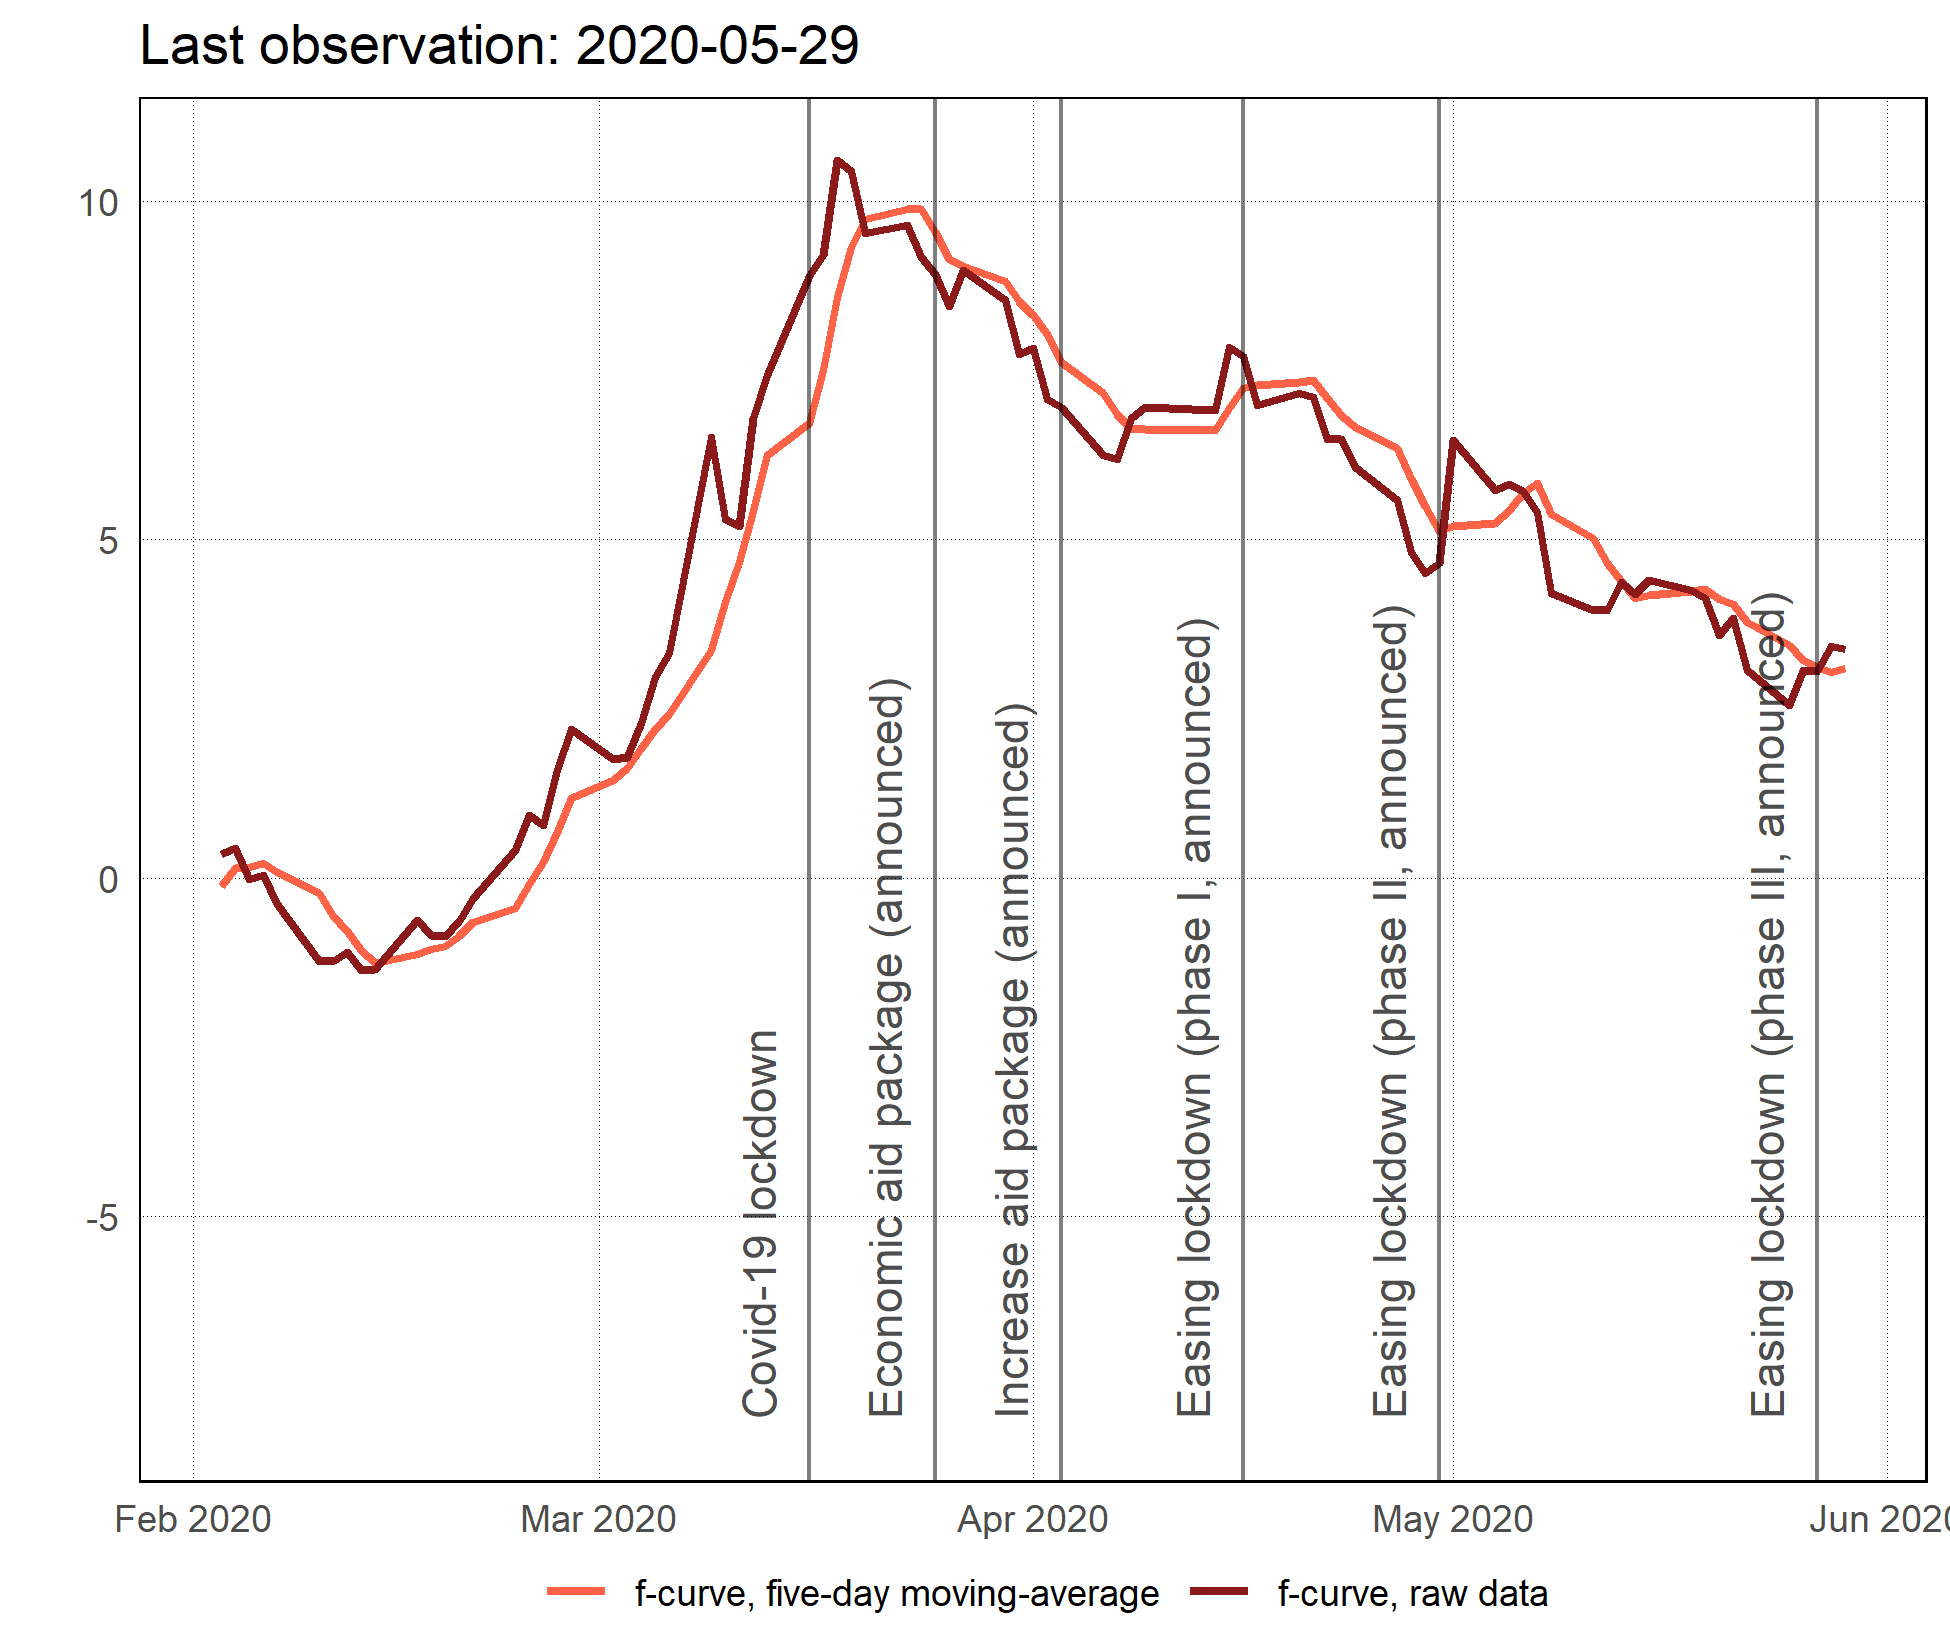 Last observation: 2020-05-29
10
5
0
-5
Covid-19 lockdown
Economic aid package (announced)
Increase aid package (announced)
Easing lockdown (phase I, announced)
Easing lockdown (phase II, announced)
Easing lockdown (phase III, announced)
Feb 2020
Mar 2020
Apr 2020
May 2020
Jun 2020
f-curve, five-day moving-average
f-curve, raw data